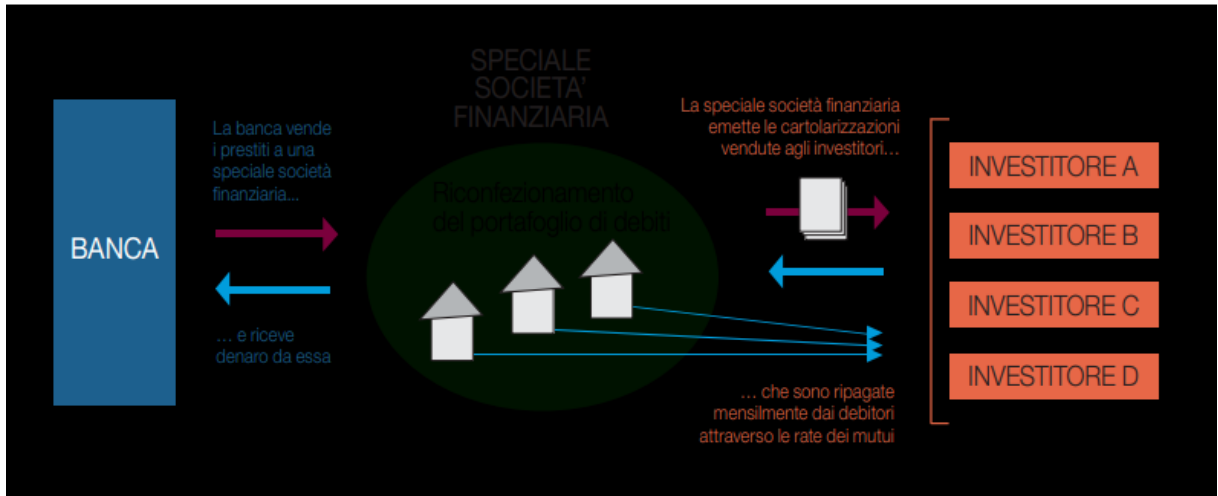 BANCA
La banca vende
i prestiti a una
speciale società
finanziaria...
... e riceve
denaro da essa
SPECIALE
SOCIETA'
FINANZIARIA
Riconfezionamento
del portafoglio di debiti
La speciale società finanziaria
emette le cartolarizzazioni
vendute agli investitori...
... che sono ripagate
mensilmente dai debitori
attraverso le rate dei mutui
INVESTITORE A
INVESTITORE B
INVESTITORE C
INVESTITORE D